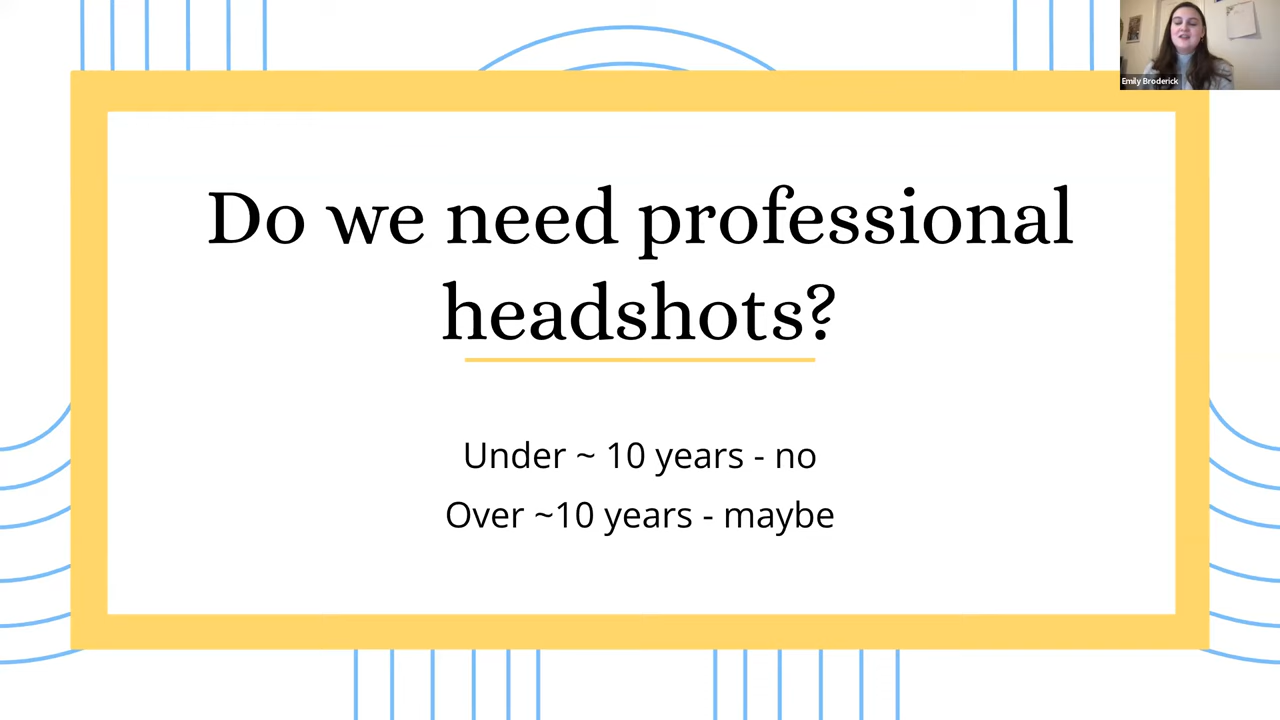 Emily Broderick
Do we need professional
headshots?
Under ~ 10 years - no
Over ~10 years - maybe